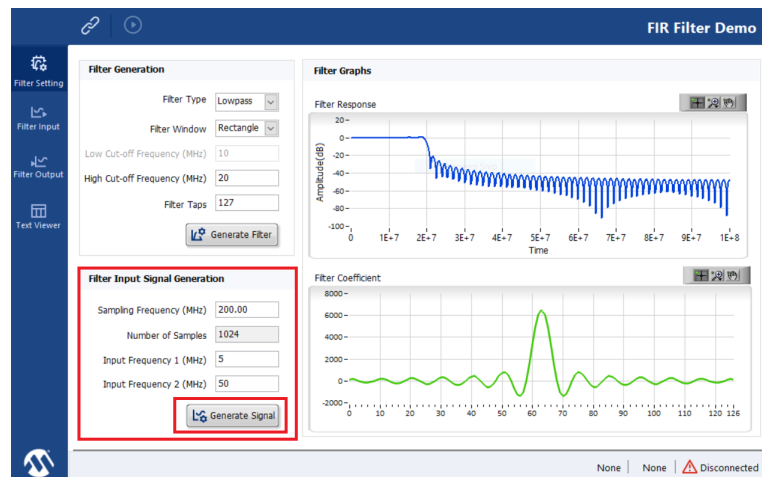 FIR Filter Demo
Filter Setting
Filter Input
Filter Output
Text Viewer
Filter Generation
Filter Type Lowpass
Filter Window Rectangle
Low Cut-off Frequency (MHz) 10
High Cut-off Frequency (MHz) 20
Filter Taps 127
Generate Filter
Filter Input Signal Generation
Sampling Frequency (MHz) 200.00
Number of Samples 1024
Input Frequency 1 (MHz) 5
Input Frequency 2 (MHz) 50
Generate Signal
Filter Graphs
Filter Response
Amplitude(dB)
20
0
-20
-40
-60
-80
-100
0 1E+7 2E+7 3E+7 4E+7 5E+7 6E+7 7E+7 8E+7 9E+7 1E+8
Time
Filter Coefficient
8000
6000
4000
2000
0
-2000
0 10 20 30 40 50 60 70 80 90 100 110 120 126
None None Disconnected